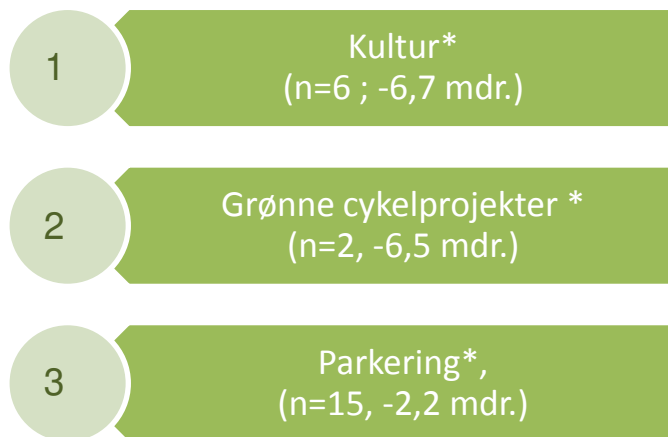 1
Kultur*
(n=6 ; -6,7 mdr.)
2
Grønne cykelprojekter *
(n=2, -6,5 mdr.)
3
Parkering*,
(n=15, -2,2 mdr.)